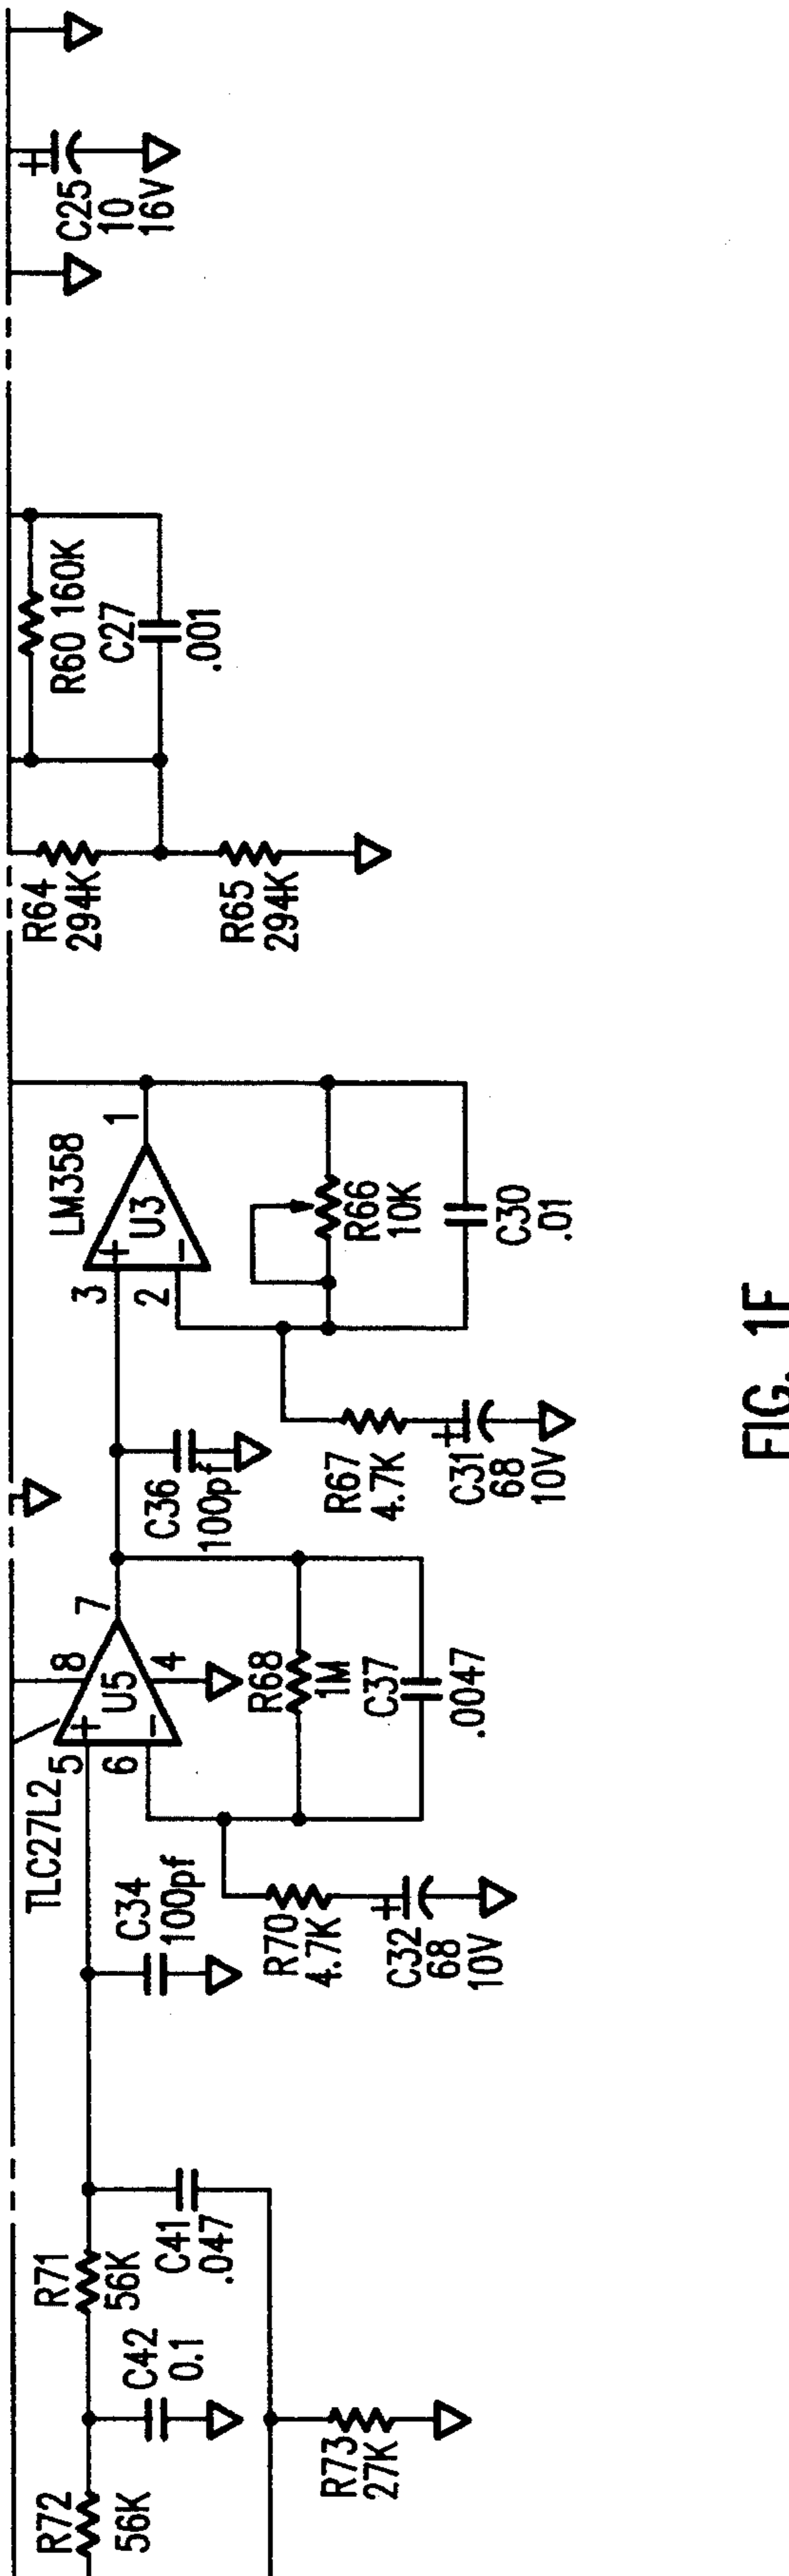 C25
10
16V
R60 160K
C27
.001
R64
294K
R65
294K
LM358
1
+
U3
-
3
2
R66
10K
C30
.01
R67
4.7K
+
C31
68
10V
C36
100pf
TLC27L2
7
8
U5
4
+
-
5
6
R68
1M
C37
.0047
C34
100pf
R70
4.7K
+
C32
68
10V
R71
56K
C41
.047
C42
0.1
R72
56K
R73
27K
+
FIG. 1F